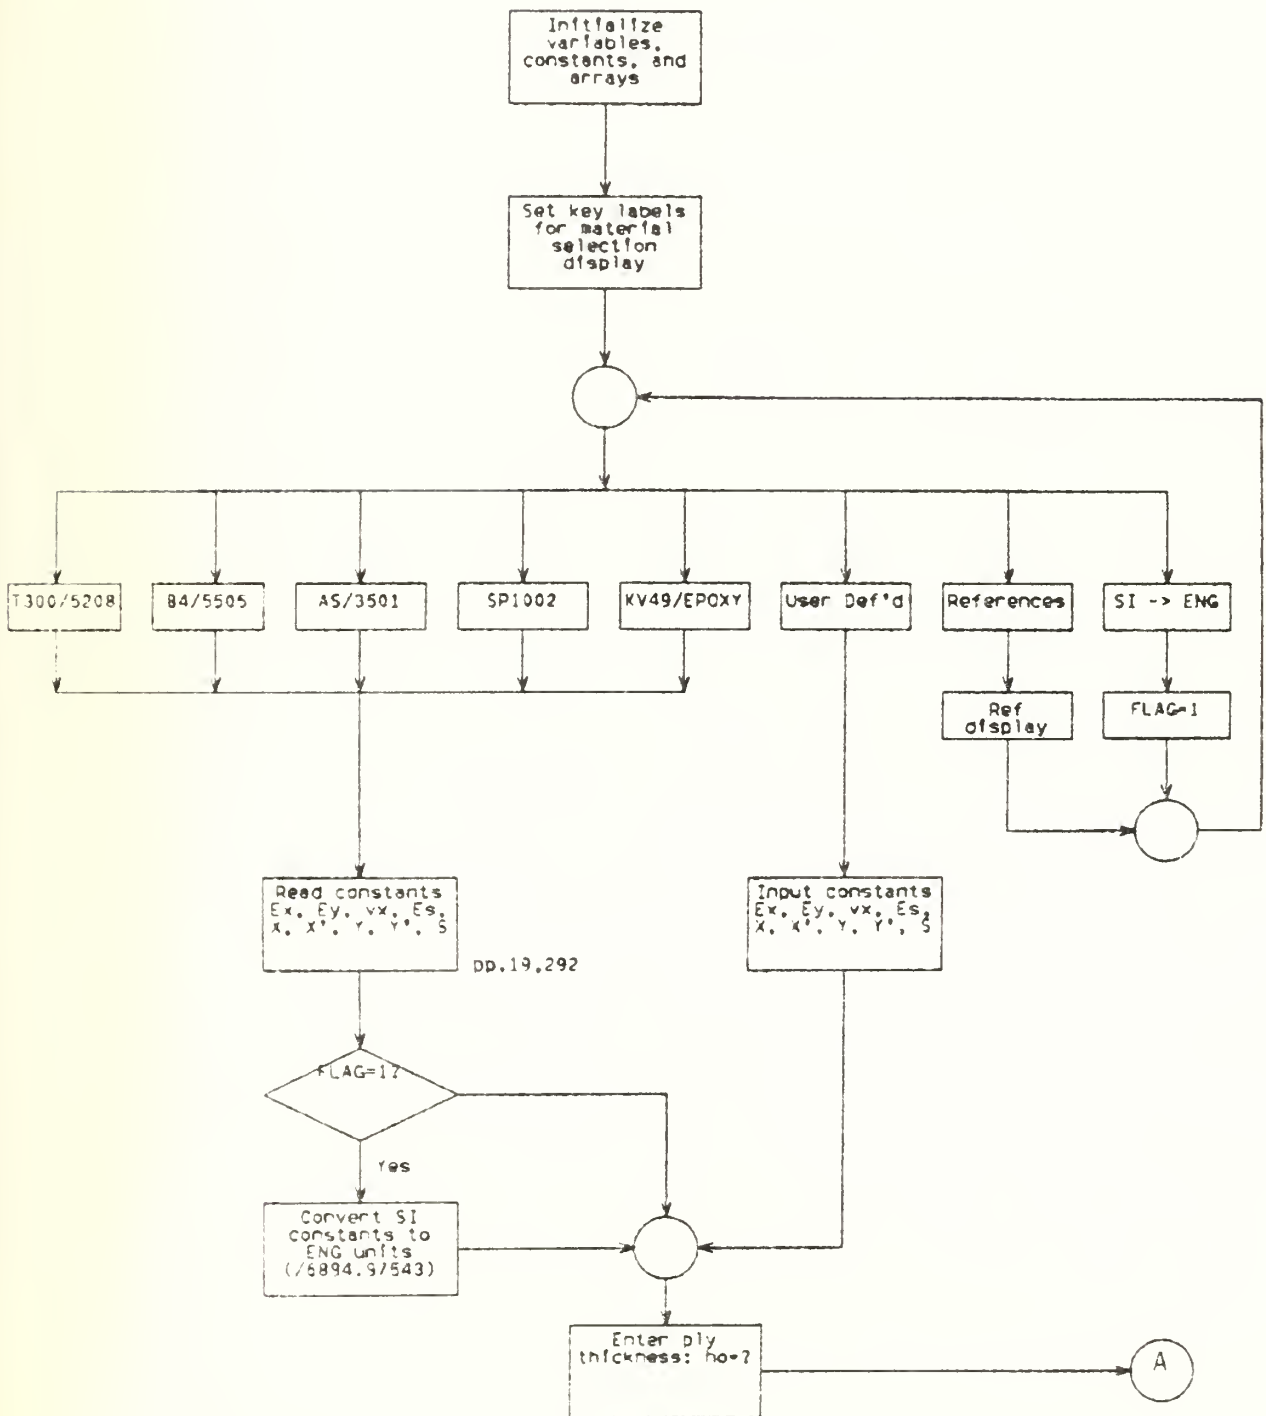 Initialize
variables,
constants, and
arrays
Set key labels
for material
selection
display
T300/5208
B4/5505
AS/3501
SP1002
KV49/EPOXY
User Def'd
References
SI -> ENG
Ref
display
FLAG=1
Read constants
Ex, Ey, vx, Es,
X, X', Y, Y', S
pp.19,292
Input constants
Ex, Ey, vx, Es,
X, X', Y, Y', S
FLAG=1?
Yes
Convert SI
constants to
ENG units
(/6894.97543)
Enter ply
thickness: ho=?
A